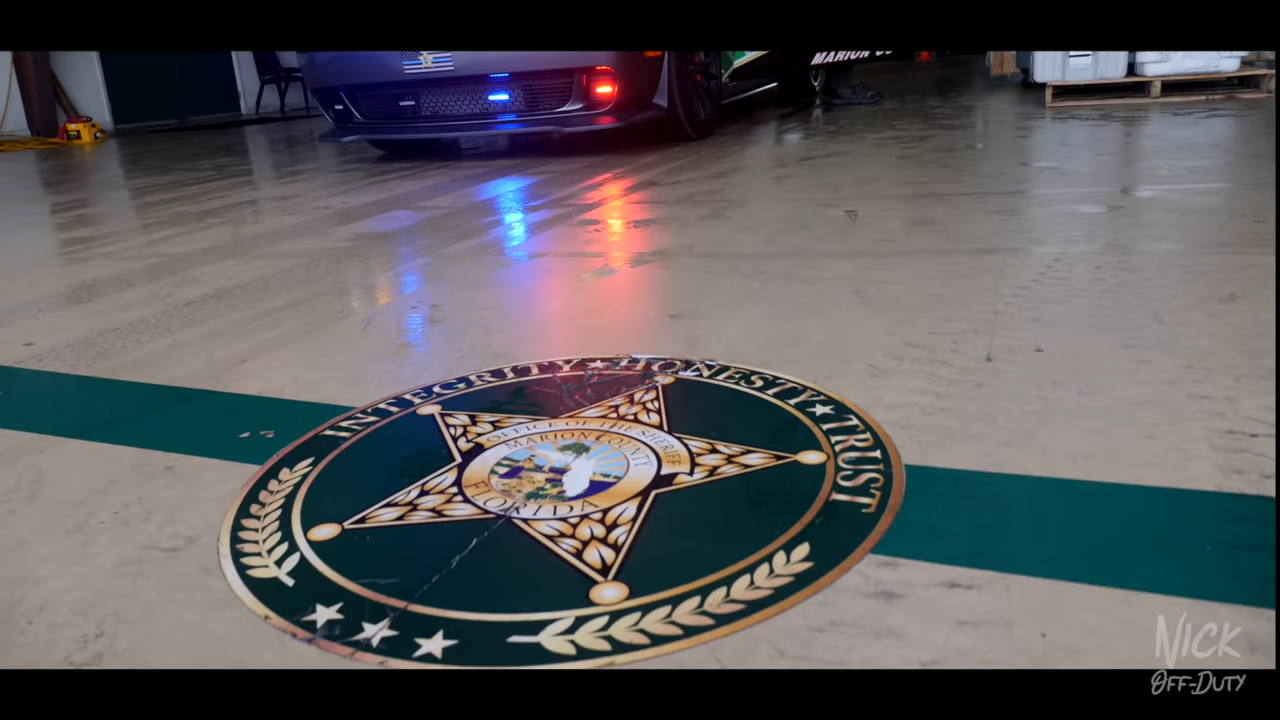 MARION CO
INTEGRITY ★ HONESTY ★ TRUST
OFFICE OF THE SHERIFF
MARION COUNTY
FLORIDA
NICK
OFF-DUTY